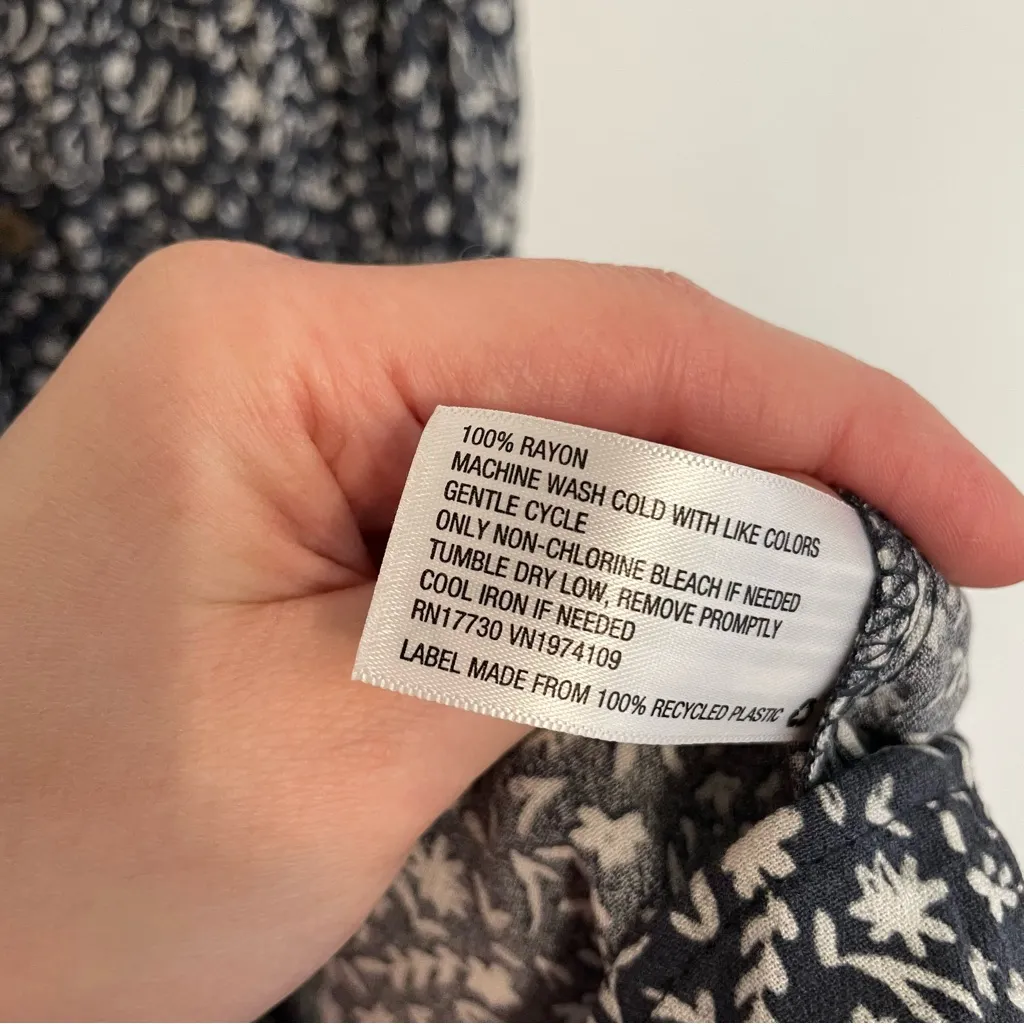 100% RAYON
MACHINE WASH COLD WITH LIKE COLORS
GENTLE CYCLE
ONLY NON-CHLORINE BLEACH IF NEEDED
TUMBLE DRY LOW, REMOVE PROMPTLY
COOL IRON IF NEEDED
RN17730 VN1974109
LABEL MADE FROM 100% RECYCLED PLASTIC